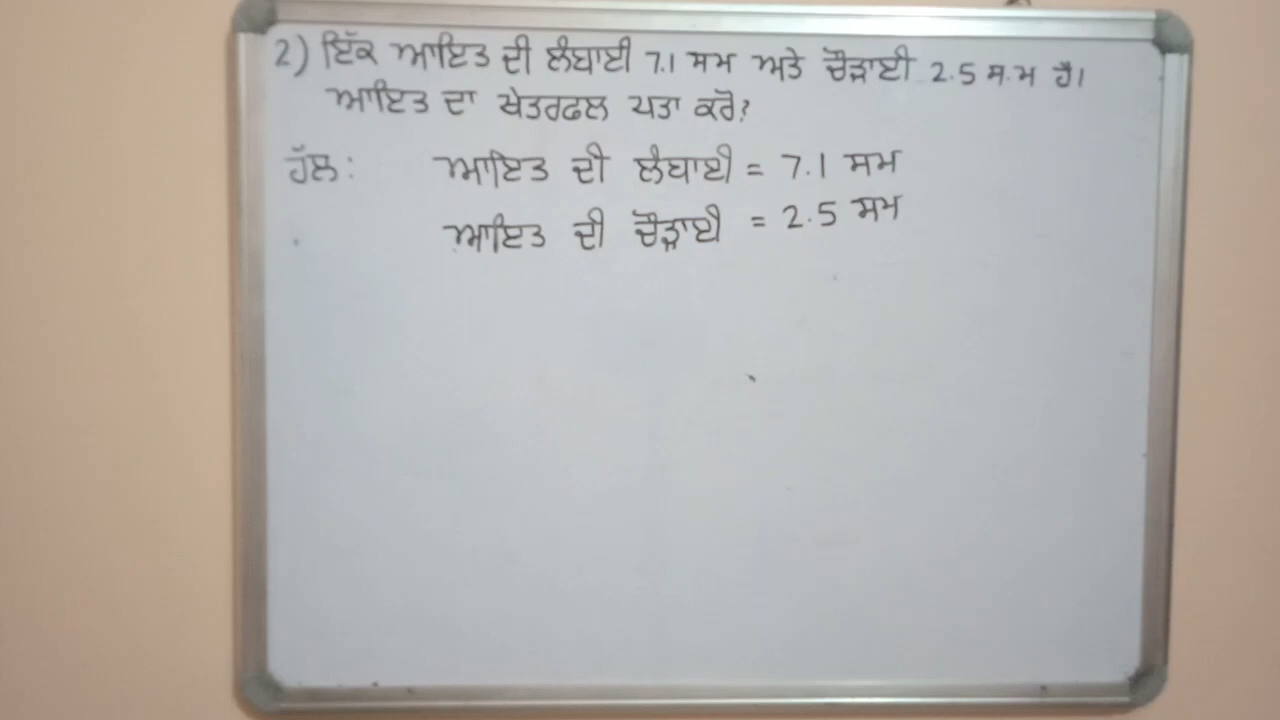 2) ਇੱਕ ਆਇਤ ਦੀ ਲੰਬਾਈ 7.1 ਸਮ ਅਤੇ ਚੌੜਾਈ 2.5 ਸ.ਮ ਹੈ।
ਆਇਤ ਦਾ ਖੇਤਰਫਲ ਪਤਾ ਕਰੋ?
ਹੱਲ: ਆਇਤ ਦੀ ਲੰਬਾਈ = 7.1 ਸਮ
ਆਇਤ ਦੀ ਚੌੜਾਈ = 2.5 ਸਮ